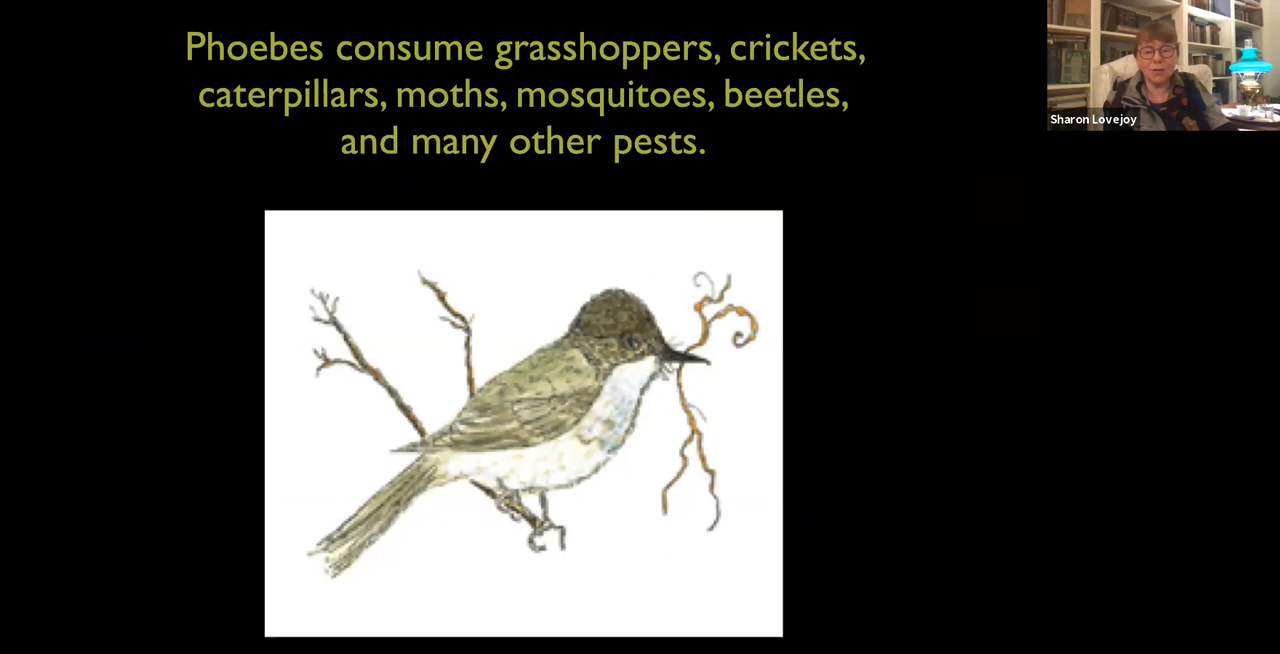 Phoebes consume grasshoppers, crickets,
caterpillars, moths, mosquitoes, beetles,
and many other pests.
Sharon Lovejoy